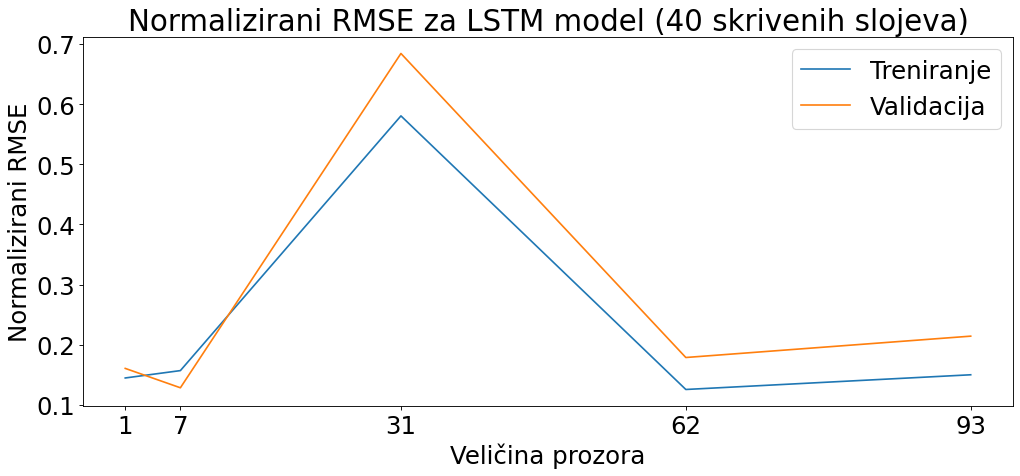 Normalizirani RMSE za LSTM model (40 skrivenih slojeva)
Treniranje
Validacija
Normalizirani RMSE
0.7
0.6
0.5
0.4
0.3
0.2
0.1
1 7 31 62 93
Veličina prozora